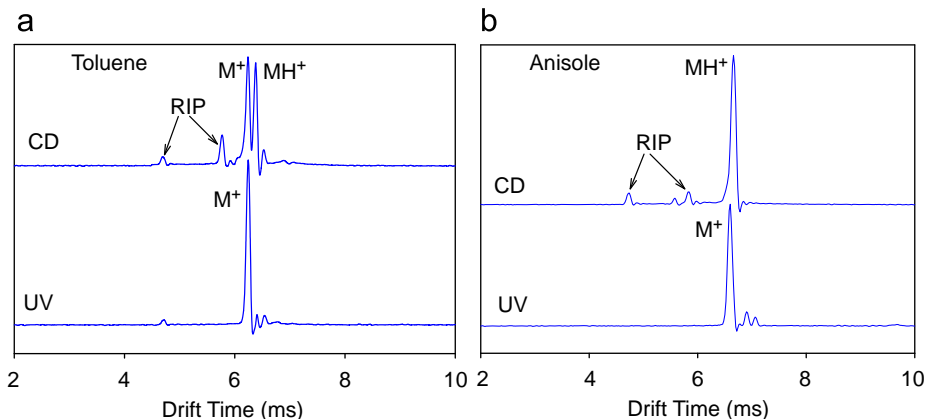 a
Toluene
M⁺
MH⁺
RIP
CD
M⁺
UV
2
4
6
8
10
Drift Time (ms)
b
Anisole
MH⁺
RIP
CD
M⁺
UV
2
4
6
8
10
Drift Time (ms)